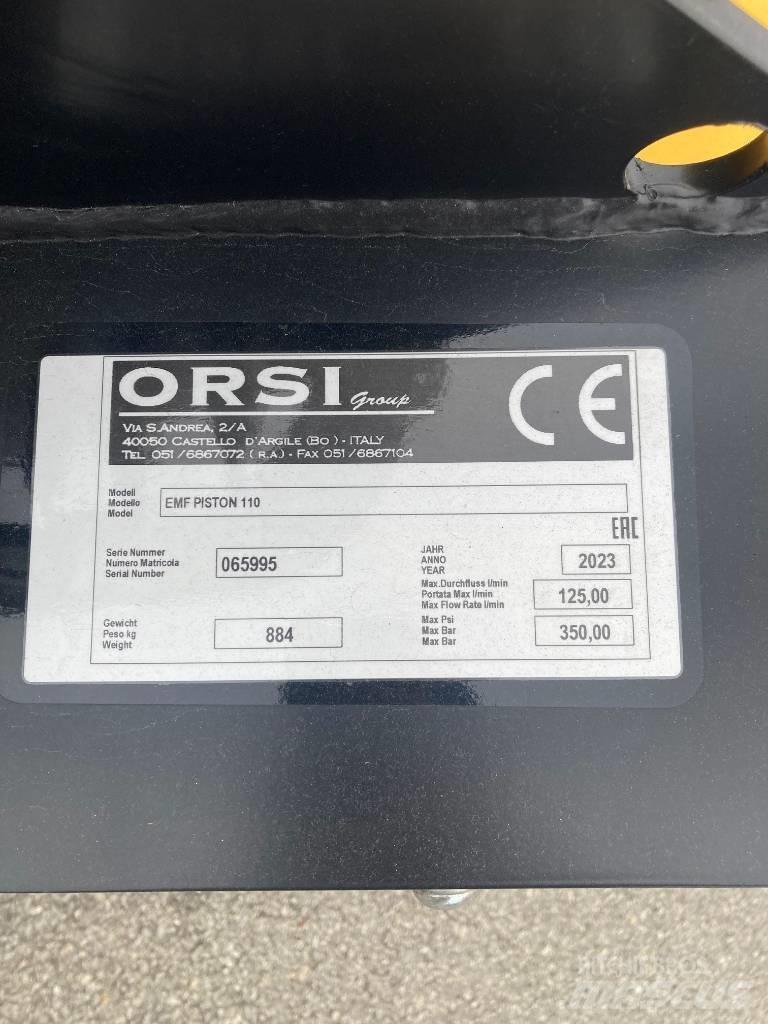 ORSI Group
CE
VIA S.ANDREA, 2/A
40050 CASTELLO D'ARGILE (BO) - ITALY
TEL 051/6867072 (R.A.) - FAX 051/6867104
Modell
Modello
Model
EMF PISTON 110
EAC
Serie Nummer
Numero Matricola
Serial Number
065995
JAHR
ANNO
YEAR
2023
Max.Durchfluss l/min
Portata Max l/min
Max Flow Rate l/min
125,00
Gewicht
Peso kg
Weight
884
Max Psi
Max Bar
Max Bar
350,00
RITCHIE BROS.
MASCUS